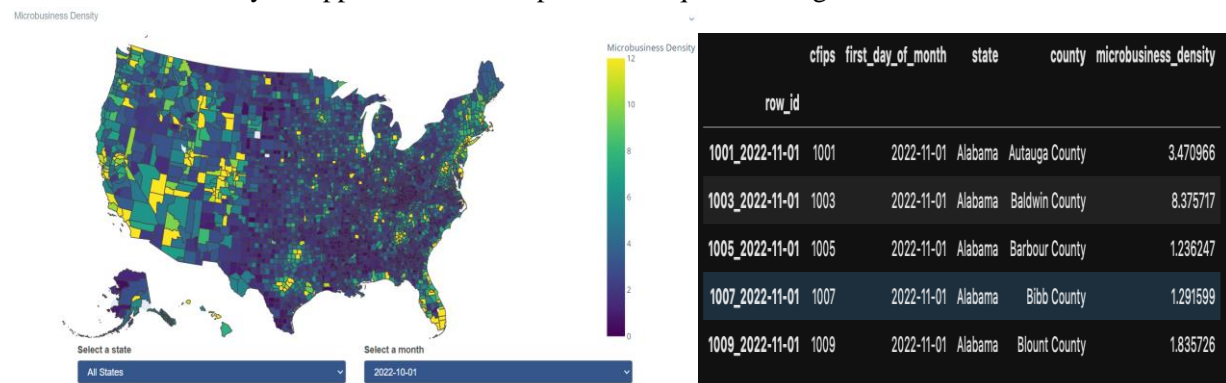 Microbusiness Density
Microbusiness Density
12
10
8
6
4
2
0
Select a state
Select a month
All States
2022-10-01
cfips first_day_of_month state county microbusiness_density
row_id
1001_2022-11-01 1001 2022-11-01 Alabama Autauga County 3.470966
1003_2022-11-01 1003 2022-11-01 Alabama Baldwin County 8.375717
1005_2022-11-01 1005 2022-11-01 Alabama Barbour County 1.236247
1007_2022-11-01 1007 2022-11-01 Alabama Bibb County 1.291599
1009_2022-11-01 1009 2022-11-01 Alabama Blount County 1.835726